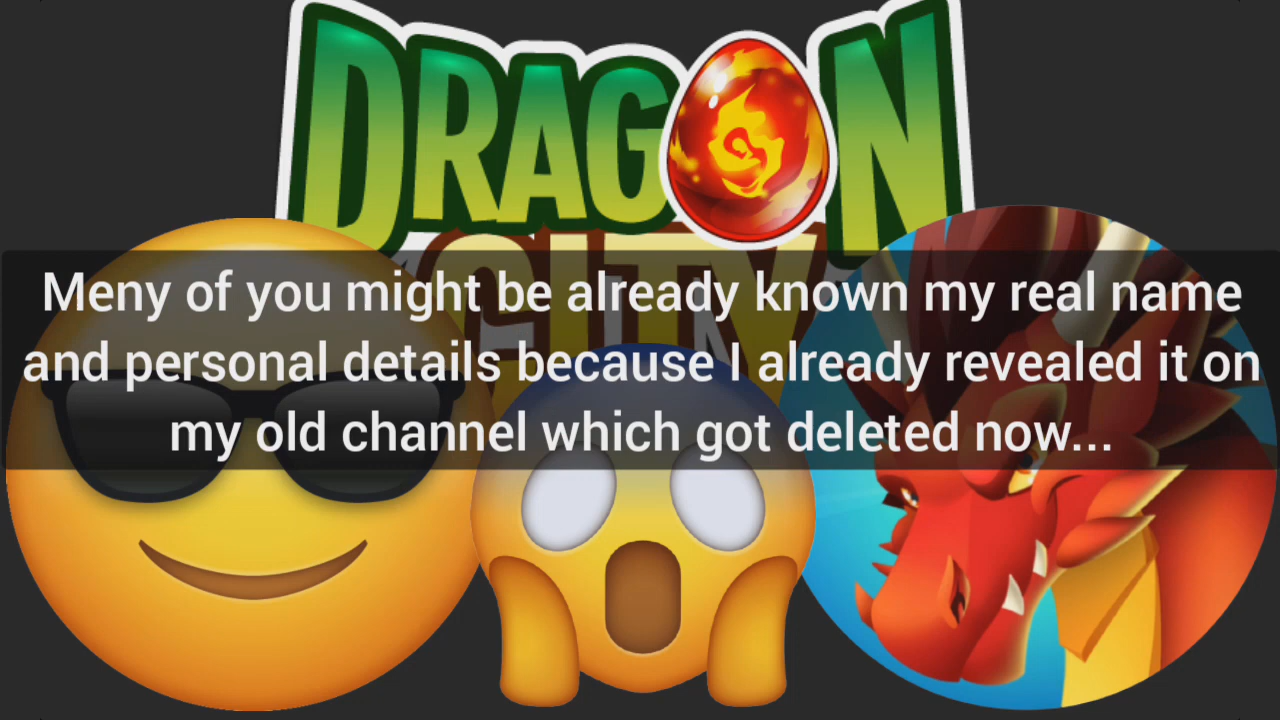 DRAGON
CITY
Meny of you might be already known my real name
and personal details because I already revealed it on
my old channel which got deleted now...